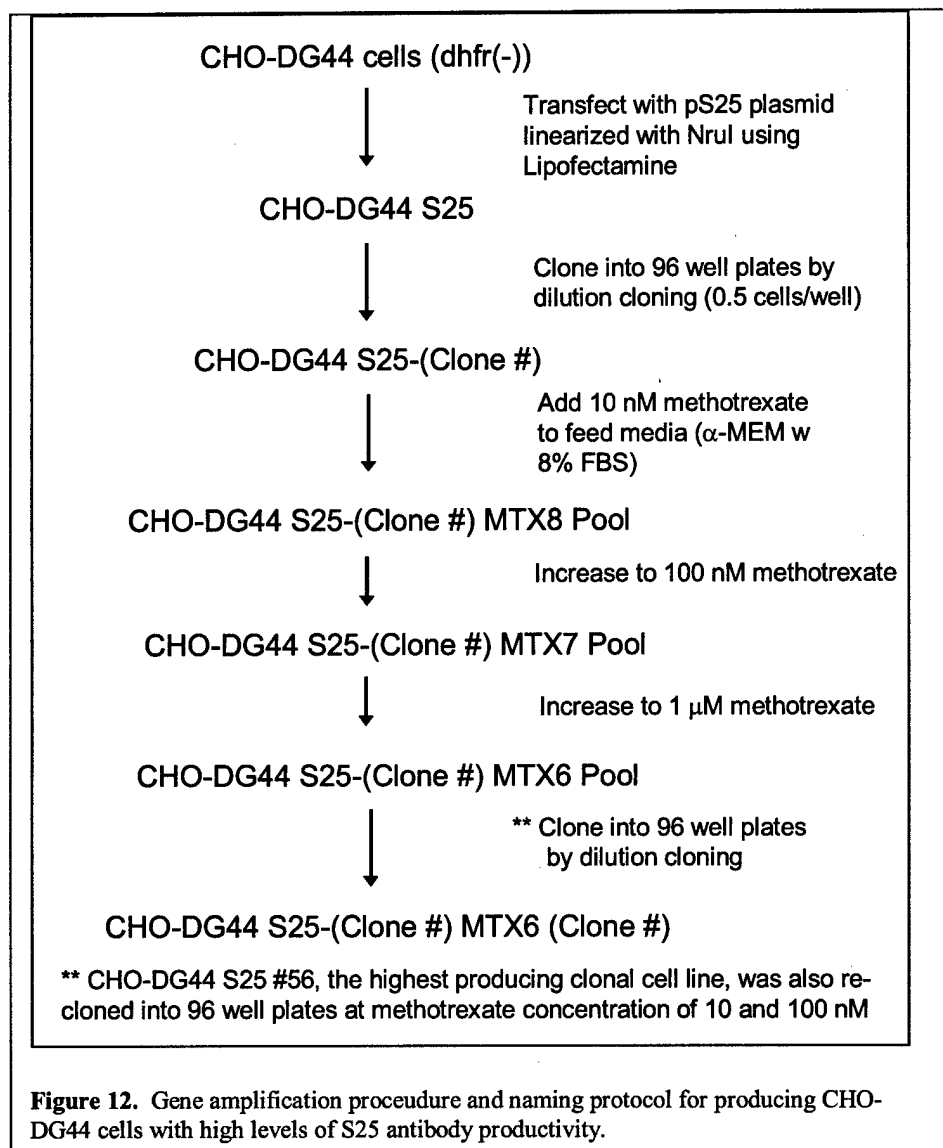 CHO-DG44 cells (dhfr(-))
Transfect with pS25 plasmid
linearized with NruI using
Lipofectamine
CHO-DG44 S25
Clone into 96 well plates by
dilution cloning (0.5 cells/well)
CHO-DG44 S25-(Clone #)
Add 10 nM methotrexate
to feed media (α-MEM w
8% FBS)
CHO-DG44 S25-(Clone #) MTX8 Pool
Increase to 100 nM methotrexate
CHO-DG44 S25-(Clone #) MTX7 Pool
Increase to 1 μM methotrexate
CHO-DG44 S25-(Clone #) MTX6 Pool
** Clone into 96 well plates
by dilution cloning
CHO-DG44 S25-(Clone #) MTX6 (Clone #)
** CHO-DG44 S25 #56, the highest producing clonal cell line, was also re-
cloned into 96 well plates at methotrexate concentration of 10 and 100 nM
Figure 12. Gene amplification proceudure and naming protocol for producing CHO-
DG44 cells with high levels of S25 antibody productivity.